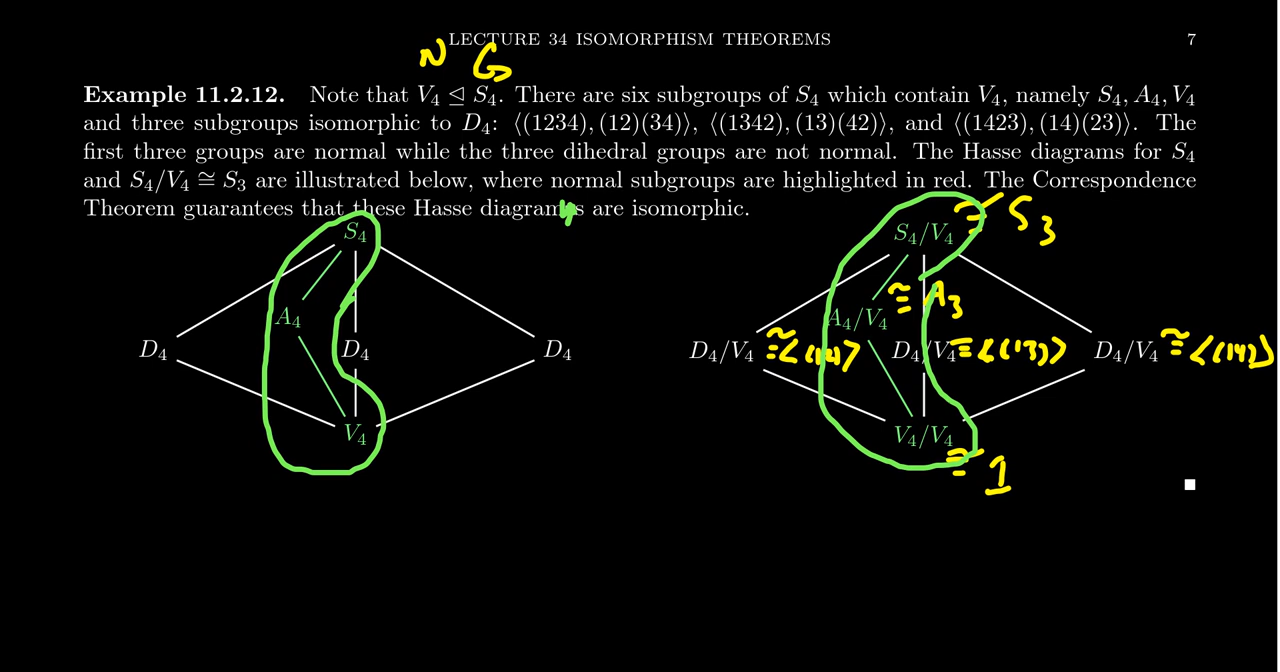 LECTURE 34 ISOMORPHISM THEOREMS 7
N G
Example 11.2.12. Note that V₄ ⊴ S₄. There are six subgroups of S₄ which contain V₄, namely S₄, A₄, V₄
and three subgroups isomorphic to D₄: ⟨(1234), (12)(34)⟩, ⟨(1342), (13)(42)⟩, and ⟨(1423), (14)(23)⟩. The
first three groups are normal while the three dihedral groups are not normal. The Hasse diagrams for S₄
and S₄/V₄ ≅ S₃ are illustrated below, where normal subgroups are highlighted in red. The Correspondence
Theorem guarantees that these Hasse diagrams are isomorphic.
S₄ S₄/V₄ ≅ S₃
A₄ A₄/V₄ ≅ A₃
D₄ D₄ D₄ D₄/V₄ ≅ ⟨(12)⟩ D₄/V₄ ≅ ⟨(13)⟩ D₄/V₄ ≅ ⟨(14)⟩
V₄ V₄/V₄ ≅ 1